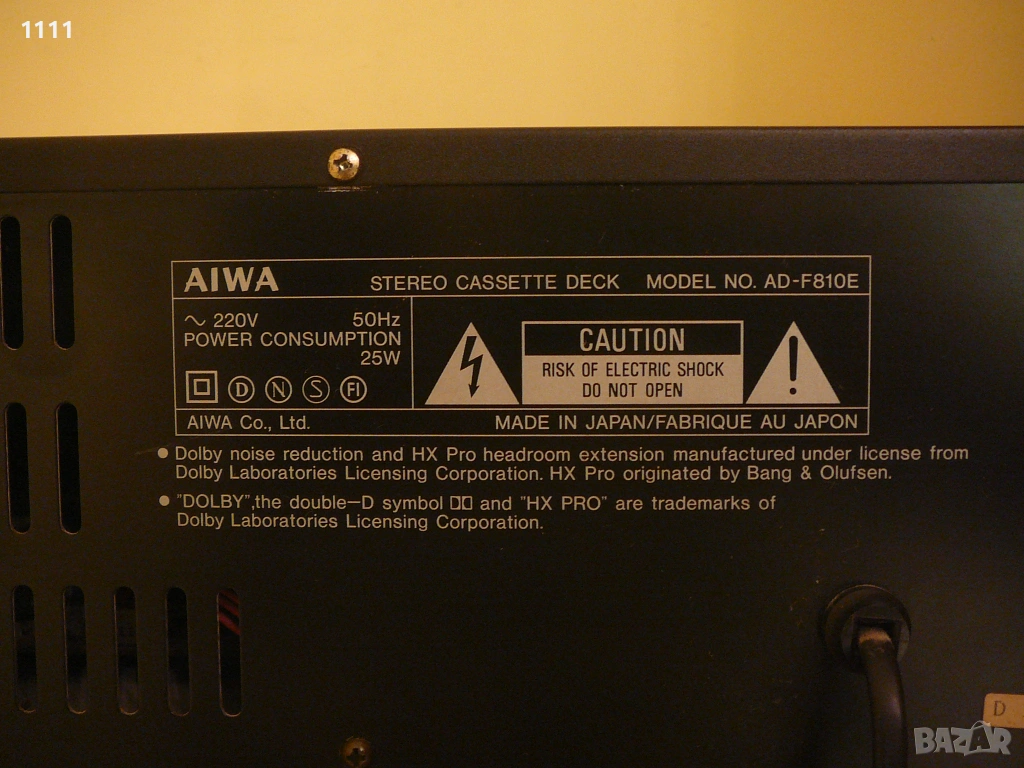 1111
AIWA STEREO CASSETTE DECK MODEL NO. AD-F810E
~ 220V 50Hz
POWER CONSUMPTION
25W
D N S FI
CAUTION
RISK OF ELECTRIC SHOCK
DO NOT OPEN
AIWA Co., Ltd. MADE IN JAPAN/FABRIQUE AU JAPON
• Dolby noise reduction and HX Pro headroom extension manufactured under license from
Dolby Laboratories Licensing Corporation. HX Pro originated by Bang & Olufsen.
• "DOLBY",the double-D symbol and "HX PRO" are trademarks of
Dolby Laboratories Licensing Corporation.
D
BAZAR